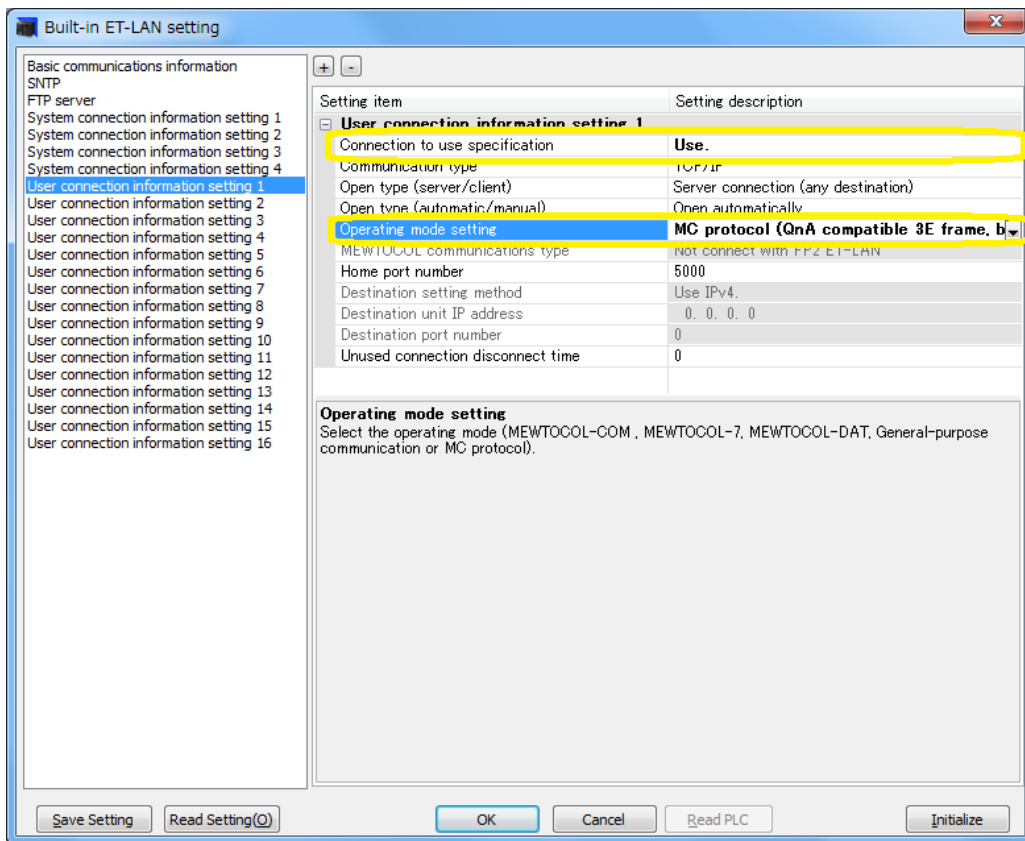 Built-in ET-LAN setting
Basic communications information
SNTP
FTP server
System connection information setting 1
System connection information setting 2
System connection information setting 3
System connection information setting 4
User connection information setting 1
User connection information setting 2
User connection information setting 3
User connection information setting 4
User connection information setting 5
User connection information setting 6
User connection information setting 7
User connection information setting 8
User connection information setting 9
User connection information setting 10
User connection information setting 11
User connection information setting 12
User connection information setting 13
User connection information setting 14
User connection information setting 15
User connection information setting 16
+ -
Setting item Setting description
User connection information setting 1
Connection to use specification Use.
Communication type TCP/IP
Open type (server/client) Server connection (any destination)
Open type (automatic/manual) Open automatically
Operating mode setting MC protocol (QnA compatible 3E frame, b
MEWTOCOL communications type Not connect with FP2 ET-LAN
Home port number 5000
Destination setting method Use IPv4.
Destination unit IP address 0. 0. 0. 0
Destination port number 0
Unused connection disconnect time 0
Operating mode setting
Select the operating mode (MEWTOCOL-COM , MEWTOCOL-7, MEWTOCOL-DAT, General-purpose
communication or MC protocol).
Save Setting Read Setting(O) OK Cancel Read PLC Initialize